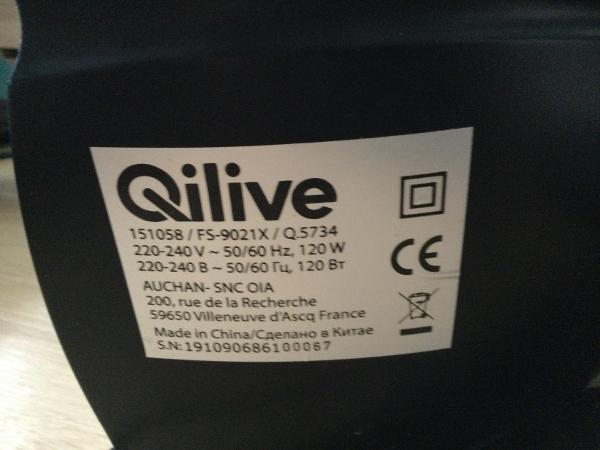 Qilive
151058 / FS-9021X / Q.5734
220-240 V ~ 50/60 Hz, 120 W
220-240 В ~ 50/60 Гц, 120 Вт
AUCHAN- SNC OIA
200, rue de la Recherche
59650 Villeneuve d'Ascq France
Made in China/Сделано в Китае
S.N: 191090686100067
CE